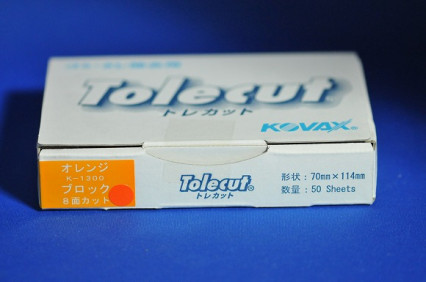 Tolecut
トレカット
KOVAX®
オレンジ
K-1200
ブロック
8面カット
Tolecut®
トレカット
形状：70mm×114mm
数量：50 Sheets